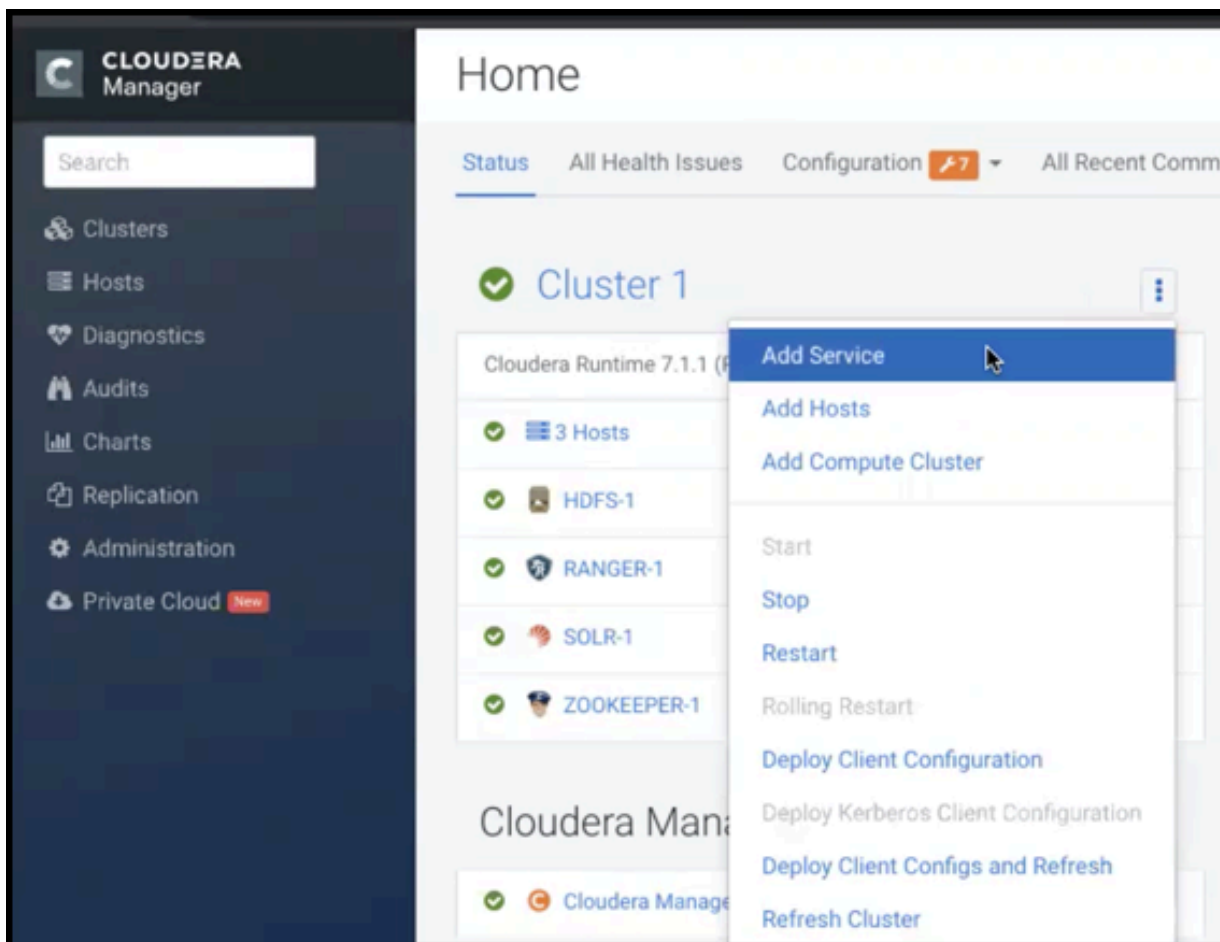 CLOUDERA
Manager
Search
Clusters
Hosts
Diagnostics
Audits
Charts
Replication
Administration
Private Cloud New
Home
Status All Health Issues Configuration 7 All Recent Comm
Cluster 1
Cloudera Runtime 7.1.1
3 Hosts
HDFS-1
RANGER-1
SOLR-1
ZOOKEEPER-1
Cloudera Mana
Cloudera Manage
Add Service
Add Hosts
Add Compute Cluster
Start
Stop
Restart
Rolling Restart
Deploy Client Configuration
Deploy Kerberos Client Configuration
Deploy Client Configs and Refresh
Refresh Cluster